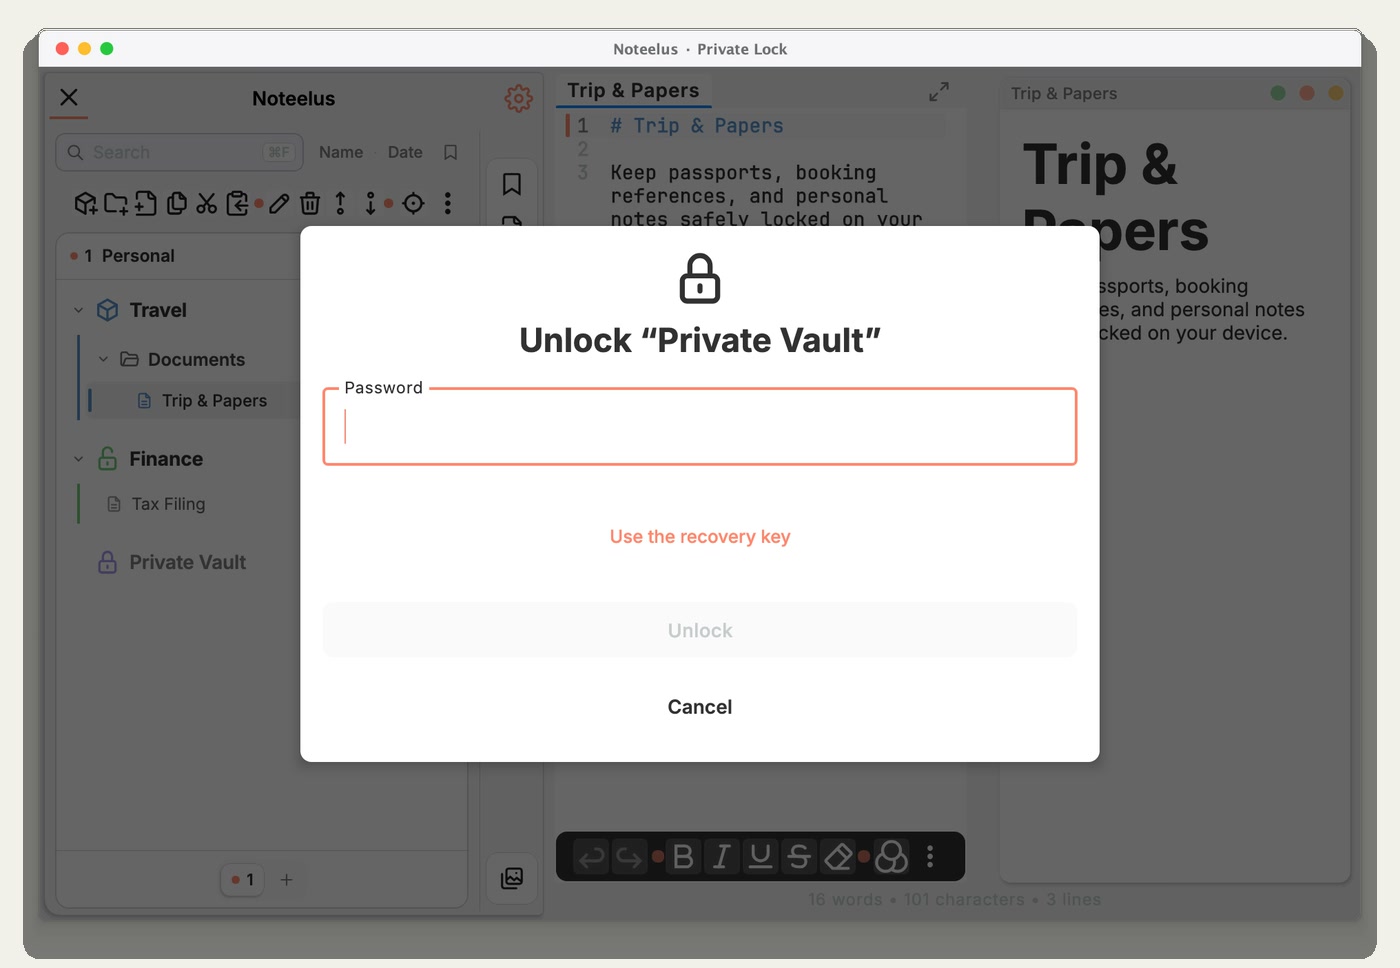 Noteelus · Private Lock
Noteelus
Search ⌘F
Name · Date
1 Personal
Travel
Documents
Trip & Papers
Finance
Tax Filing
Private Vault
1 +
Trip & Papers
1 # Trip & Papers
2
3 Keep passports, booking
references, and personal
notes safely locked on your
B I U S
16 words • 101 characters • 3 lines
Trip & Papers
Trip &
Papers
ssports, booking
es, and personal notes
cked on your device.
Unlock “Private Vault”
Password
Use the recovery key
Unlock
Cancel